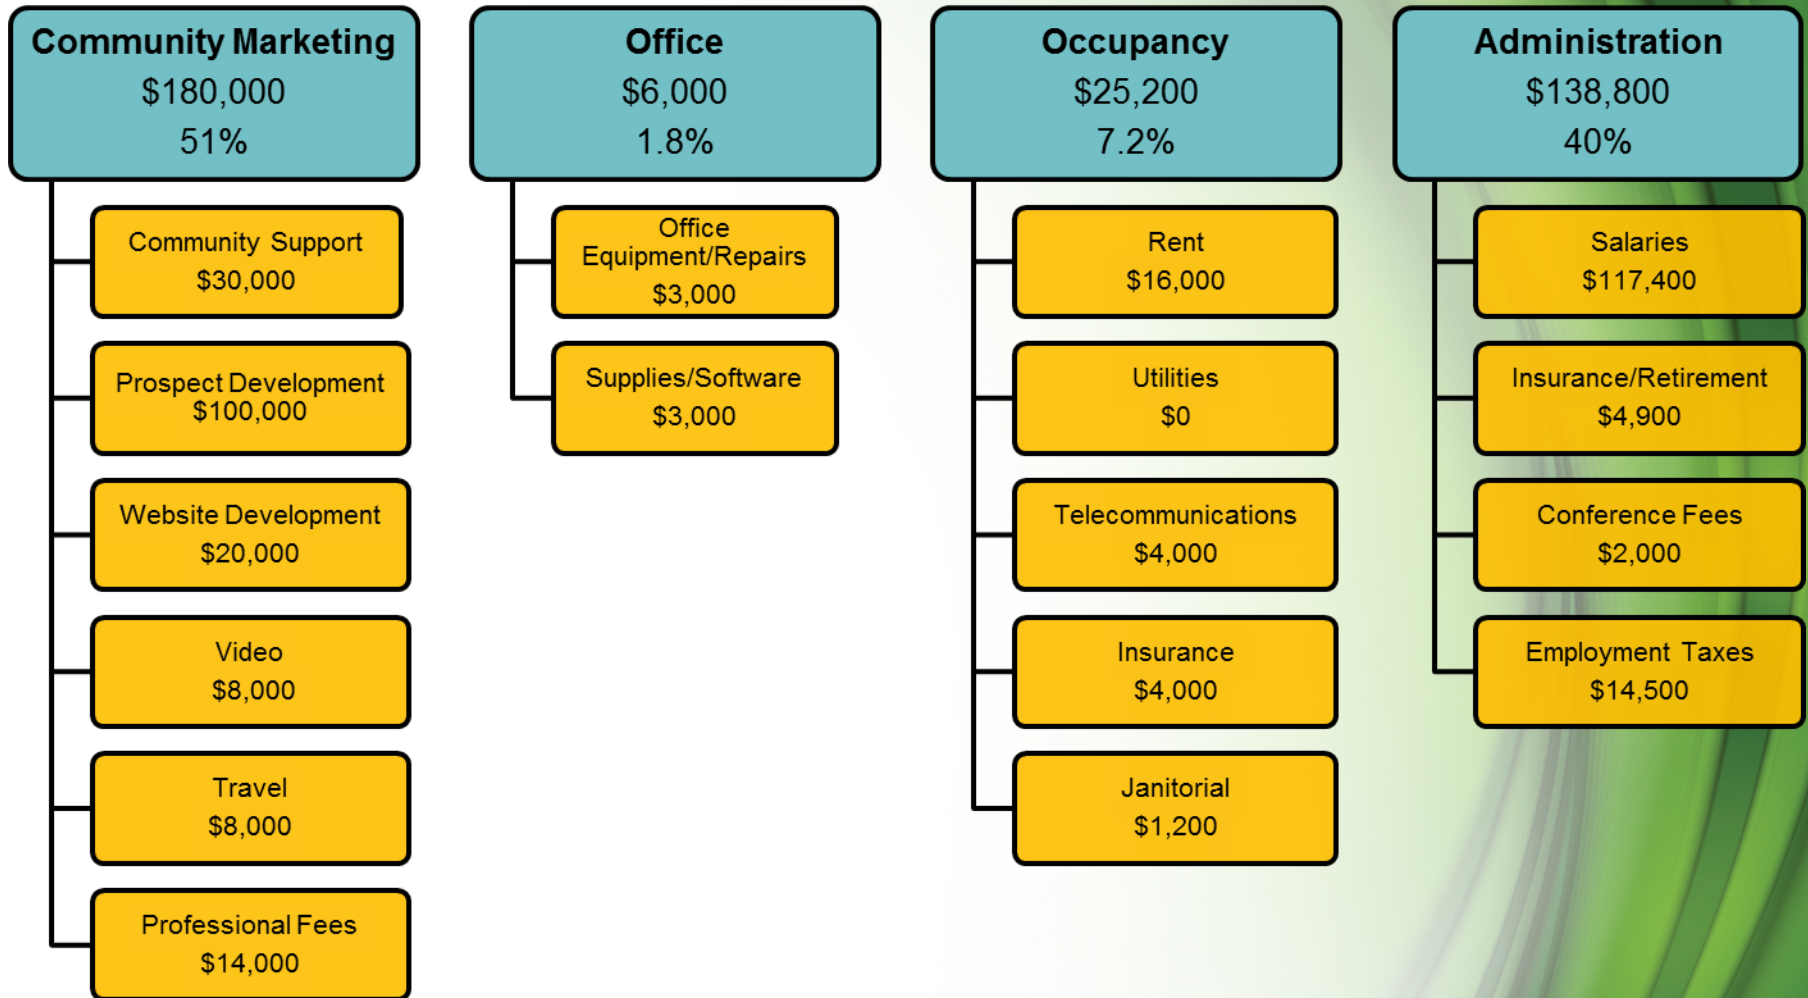 Community Marketing
$180,000
51%
Community Support
$30,000
Prospect Development
$100,000
Website Development
$20,000
Video
$8,000
Travel
$8,000
Professional Fees
$14,000
Office
$6,000
1.8%
Office
Equipment/Repairs
$3,000
Supplies/Software
$3,000
Occupancy
$25,200
7.2%
Rent
$16,000
Utilities
$0
Telecommunications
$4,000
Insurance
$4,000
Janitorial
$1,200
Administration
$138,800
40%
Salaries
$117,400
Insurance/Retirement
$4,900
Conference Fees
$2,000
Employment Taxes
$14,500